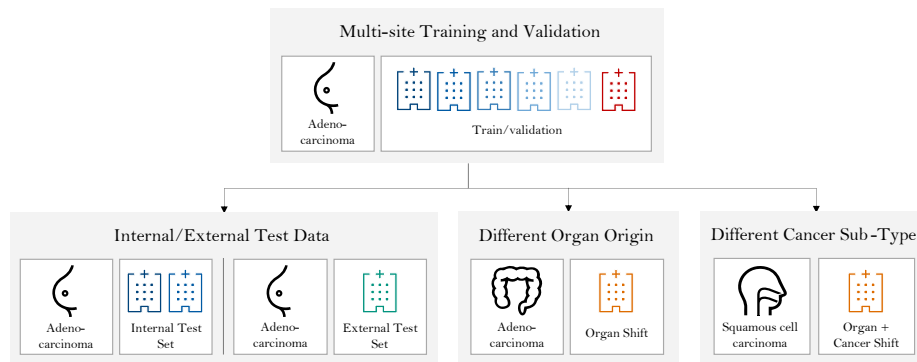 Multi-site Training and Validation
Adeno-
carcinoma
Train/validation
Internal/External Test Data
Adeno-
carcinoma
Internal Test
Set
Adeno-
carcinoma
External Test
Set
Different Organ Origin
Adeno-
carcinoma
Organ Shift
Different Cancer Sub-Type
Squamous cell
carcinoma
Organ +
Cancer Shift